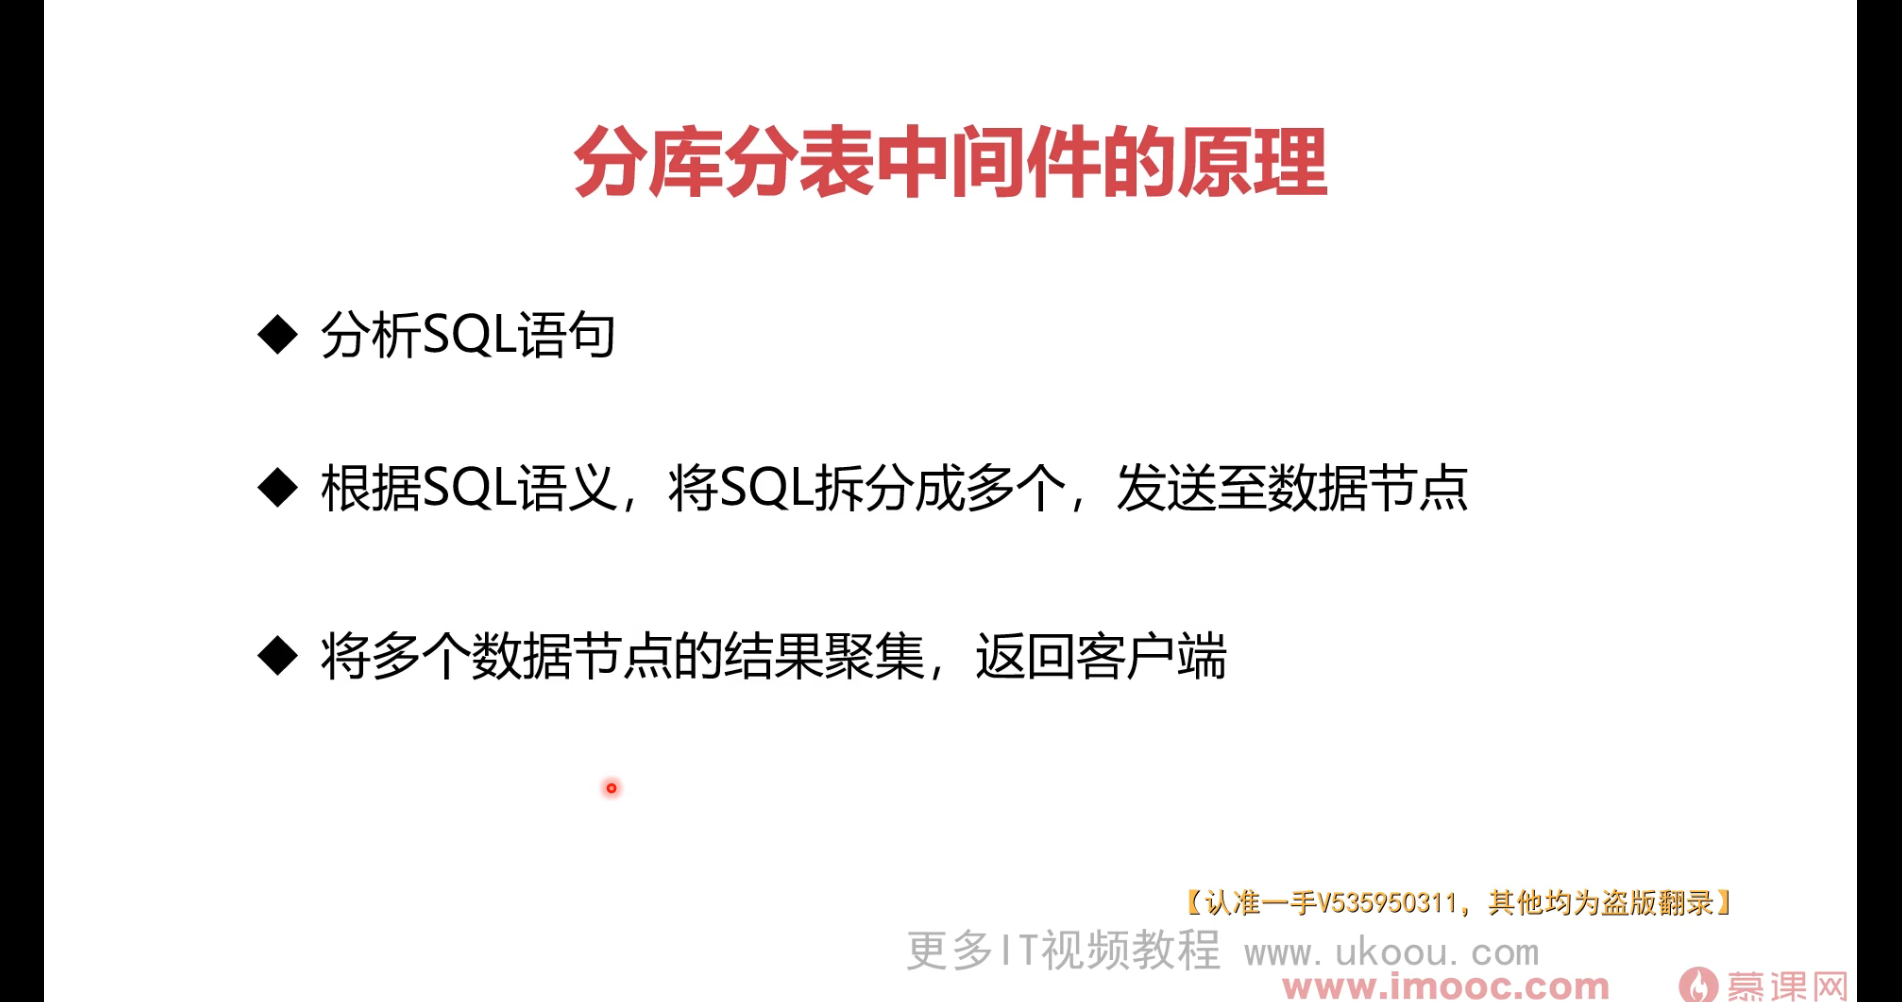 分库分表中间件的原理
◆ 分析SQL语句
◆ 根据SQL语义，将SQL拆分成多个，发送至数据节点
◆ 将多个数据节点的结果聚集，返回客户端
【认准一手V535950311，其他均为盗版翻录】
更多IT视频教程 www.ukoou.com
www.imooc.com 慕课网